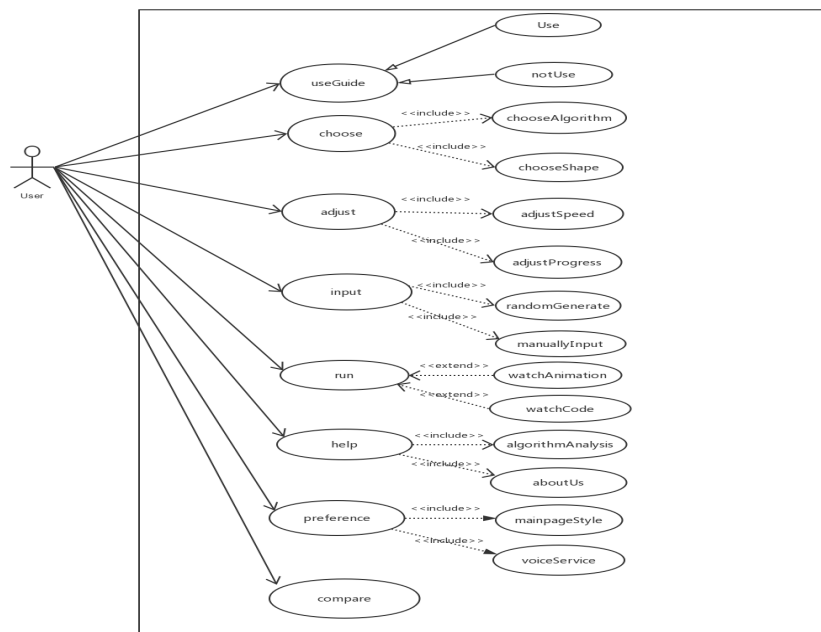 Use
useGuide
notUse
<<include>>
chooseAlgorithm
choose
<<include>>
chooseShape
User
adjust
<<include>>
adjustSpeed
<<include>>
adjustProgress
input
<<include>>
randomGenerate
<<include>>
manuallyInput
<<extend>>
run
watchAnimation
<<extend>>
watchCode
help
<<include>>
algorithmAnalysis
<<include>>
aboutUs
<<include>>
preference
mainpageStyle
<<Include>>
voiceService
compare